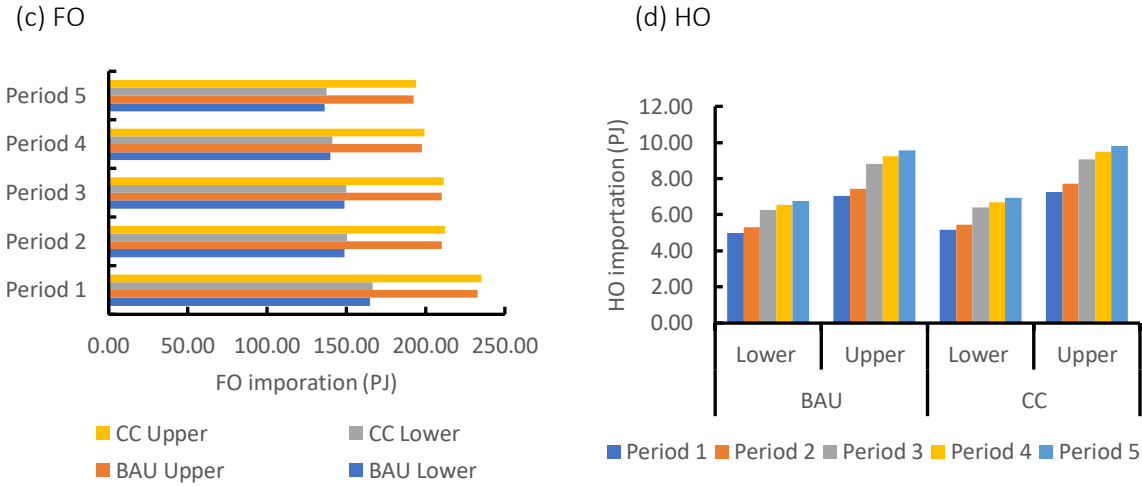 (c) FO
Period 5
Period 4
Period 3
Period 2
Period 1
0.00 50.00 100.00 150.00 200.00 250.00
FO imporation (PJ)
CC Upper CC Lower
BAU Upper BAU Lower
(d) HO
HO importation (PJ)
12.00
10.00
8.00
6.00
4.00
2.00
0.00
Lower Upper Lower Upper
BAU CC
Period 1 Period 2 Period 3 Period 4 Period 5